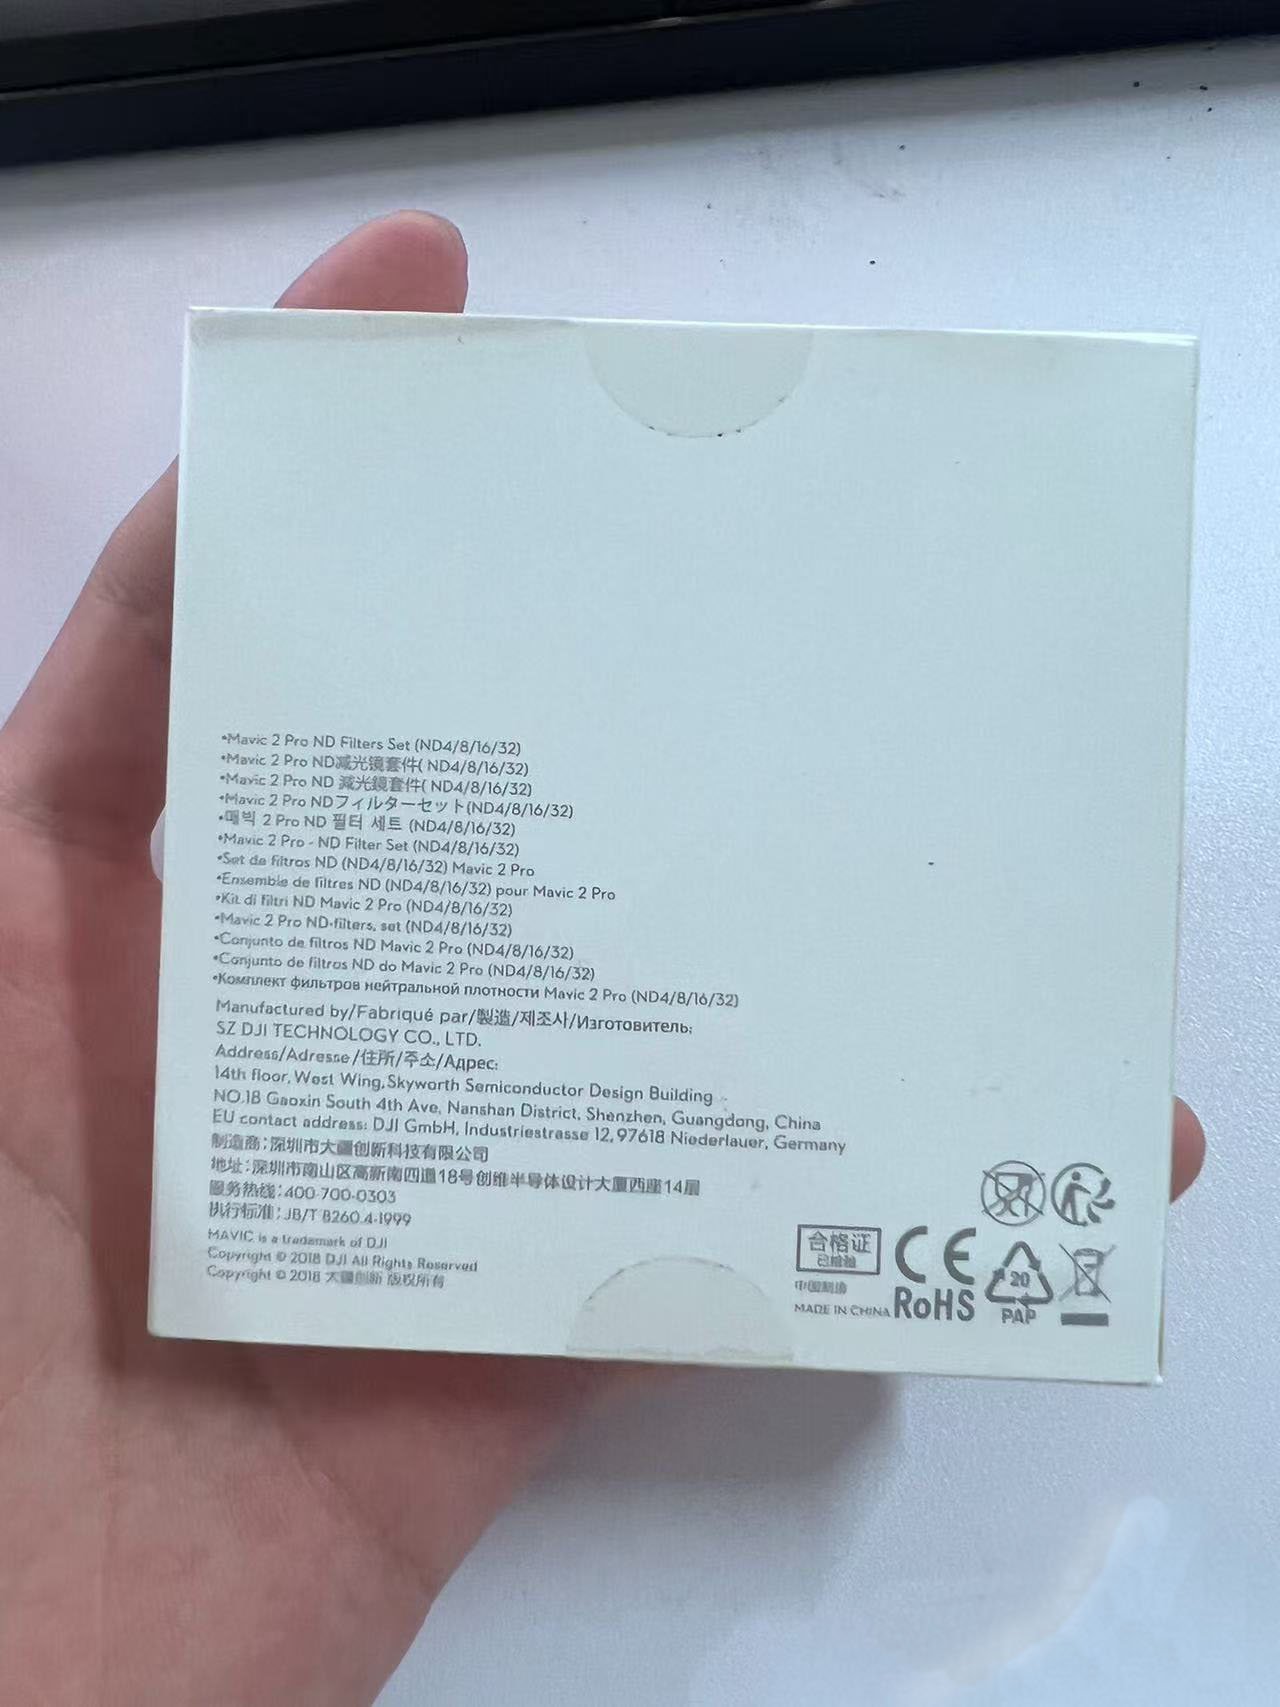 •Mavic 2 Pro ND Filters Set (ND4/8/16/32)
•Mavic 2 Pro ND减光镜套件( ND4/8/16/32)
•Mavic 2 Pro ND 減光鏡套件( ND4/8/16/32)
•Mavic 2 Pro NDフィルターセット(ND4/8/16/32)
•매빅 2 Pro ND 필터 세트 (ND4/8/16/32)
•Mavic 2 Pro - ND Filter Set (ND4/8/16/32)
•Set de filtros ND (ND4/8/16/32) Mavic 2 Pro
•Ensemble de filtres ND (ND4/8/16/32) pour Mavic 2 Pro
•Kit di filtri ND Mavic 2 Pro (ND4/8/16/32)
•Mavic 2 Pro ND-filters, set (ND4/8/16/32)
•Conjunto de filtros ND Mavic 2 Pro (ND4/8/16/32)
•Conjunto de filtros ND do Mavic 2 Pro (ND4/8/16/32)
•Комплект фильтров нейтральной плотности Mavic 2 Pro (ND4/8/16/32)
Manufactured by/Fabriqué par/製造/제조사/Изготовитель:
SZ DJI TECHNOLOGY CO., LTD.
Address/Adresse/住所/주소/Адрес:
14th floor, West Wing, Skyworth Semiconductor Design Building
NO.18 Gaoxin South 4th Ave, Nanshan District, Shenzhen, Guangdong, China
EU contact address: DJI GmbH, Industriestrasse 12, 97618 Niederlauer, Germany
制造商：深圳市大疆创新科技有限公司
地址：深圳市南山区高新南四道18号创维半导体设计大厦西座14层
服务热线：400-700-0303
执行标准：JB/T 8260.4-1999
MAVIC is a trademark of DJI
Copyright © 2018 DJI All Rights Reserved
Copyright © 2018 大疆创新 版权所有
合格证
已检验
中国制造
MADE IN CHINA
CE
RoHS
20
PAP